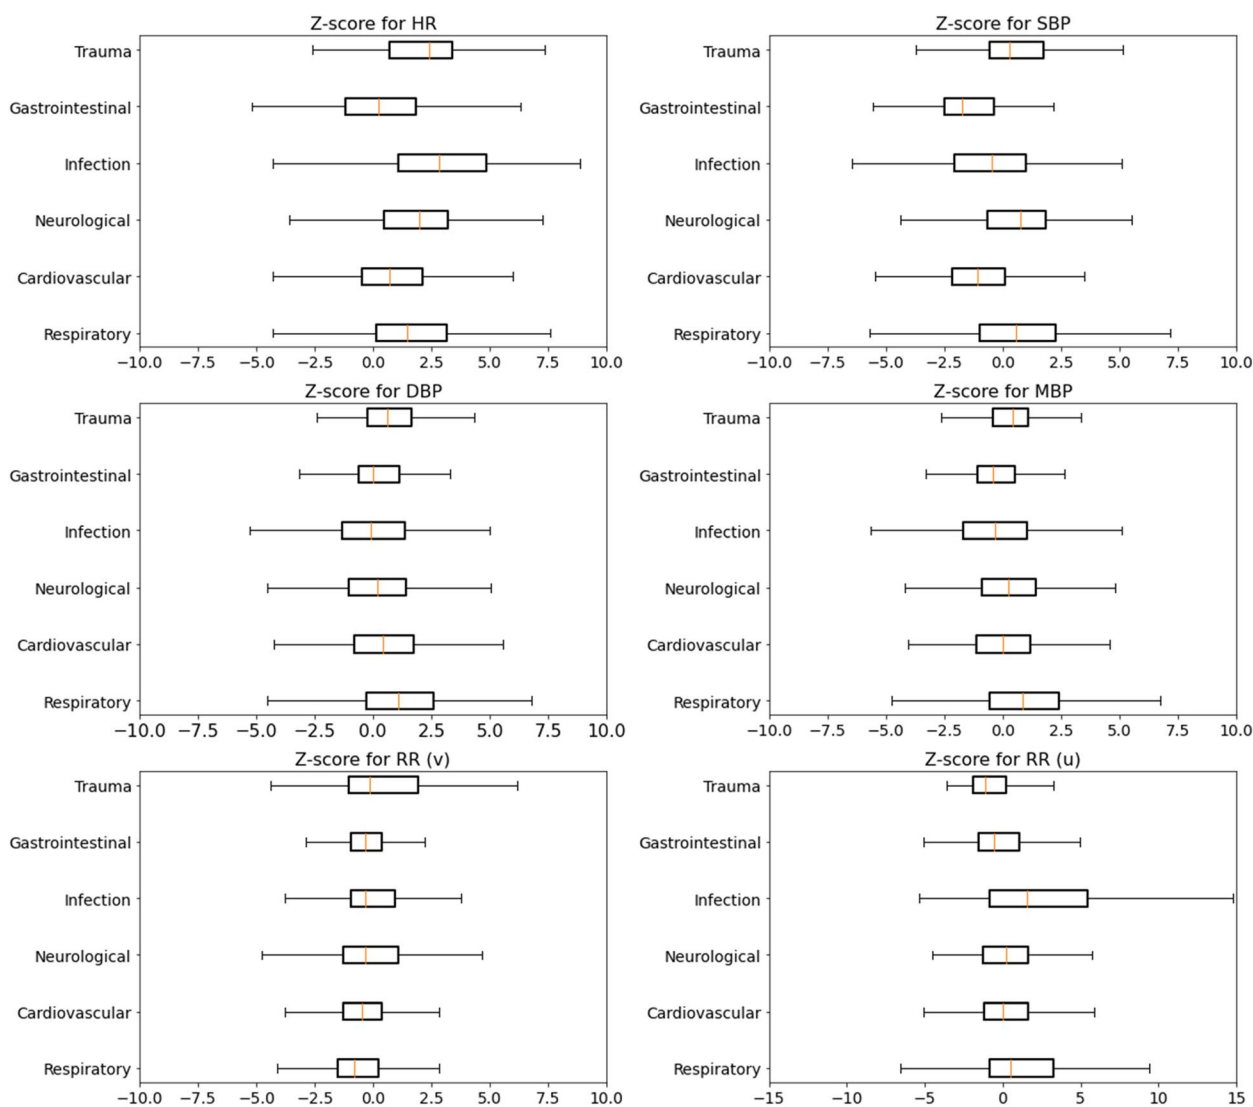 Z-score for HR
Trauma
Gastrointestinal
Infection
Neurological
Cardiovascular
Respiratory
−10.0 −7.5 −5.0 −2.5 0.0 2.5 5.0 7.5 10.0
Z-score for SBP
Trauma
Gastrointestinal
Infection
Neurological
Cardiovascular
Respiratory
−10.0 −7.5 −5.0 −2.5 0.0 2.5 5.0 7.5 10.0
Z-score for DBP
Trauma
Gastrointestinal
Infection
Neurological
Cardiovascular
Respiratory
−10.0 −7.5 −5.0 −2.5 0.0 2.5 5.0 7.5 10.0
Z-score for MBP
Trauma
Gastrointestinal
Infection
Neurological
Cardiovascular
Respiratory
−10.0 −7.5 −5.0 −2.5 0.0 2.5 5.0 7.5 10.0
Z-score for RR (v)
Trauma
Gastrointestinal
Infection
Neurological
Cardiovascular
Respiratory
−10.0 −7.5 −5.0 −2.5 0.0 2.5 5.0 7.5 10.0
Z-score for RR (u)
Trauma
Gastrointestinal
Infection
Neurological
Cardiovascular
Respiratory
−15 −10 −5 0 5 10 15